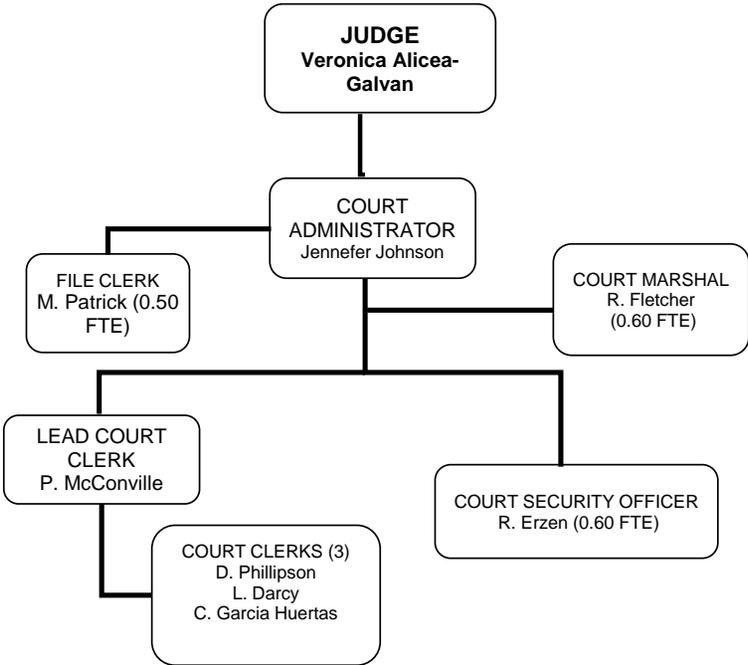 JUDGE
Veronica Alicea-
Galvan
COURT
ADMINISTRATOR
Jennefer Johnson
FILE CLERK
M. Patrick (0.50
FTE)
COURT MARSHAL
R. Fletcher
(0.60 FTE)
LEAD COURT
CLERK
P. McConville
COURT SECURITY OFFICER
R. Erzen (0.60 FTE)
COURT CLERKS (3)
D. Phillipson
L. Darcy
C. Garcia Huertas